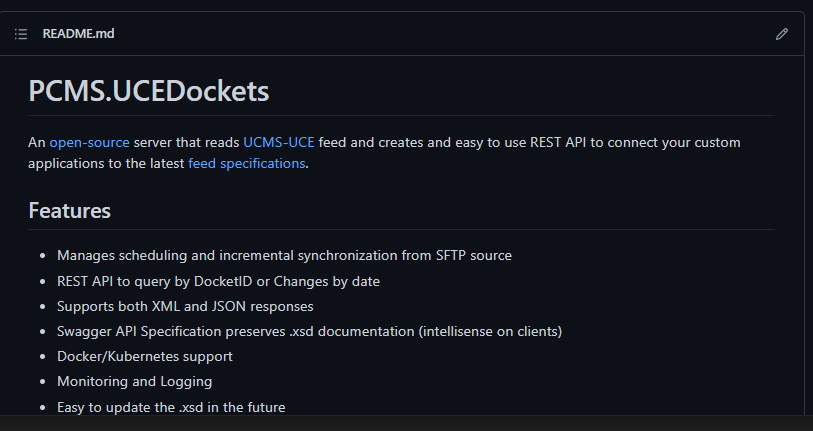 README.md
PCMS.UCEDockets
An open-source server that reads UCMS-UCE feed and creates and easy to use REST API to connect your custom
applications to the latest feed specifications.
Features
Manages scheduling and incremental synchronization from SFTP source
REST API to query by DocketID or Changes by date
Supports both XML and JSON responses
Swagger API Specification preserves .xsd documentation (intellisense on clients)
Docker/Kubernetes support
Monitoring and Logging
Easy to update the .xsd in the future